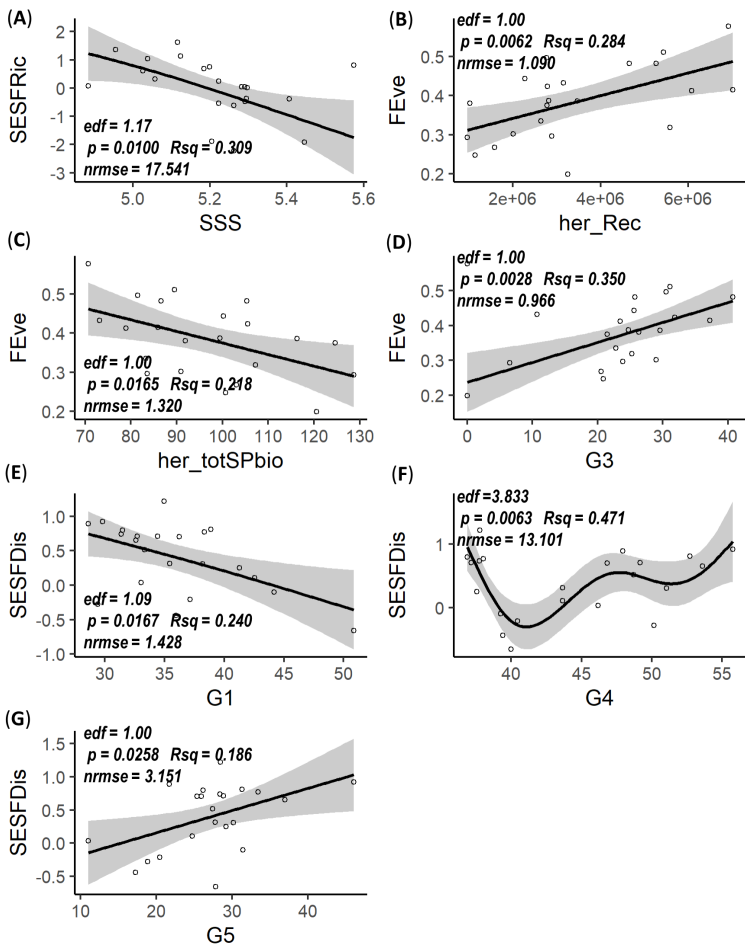 (A)
SESFRic
2
1
0
-1
-2
-3
edf = 1.17
p = 0.0100 Rsq = 0.309
nrmse = 17.541
5.0 5.2 5.4 5.6
SSS
(B)
FEve
0.5
0.4
0.3
0.2
edf = 1.00
p = 0.0062 Rsq = 0.284
nrmse = 1.090
2e+06 4e+06 6e+06
her_Rec
(C)
FEve
0.5
0.4
0.3
0.2
edf = 1.00
p = 0.0165 Rsq = 0.218
nrmse = 1.320
70 80 90 100 110 120 130
her_totSPbio
(D)
FEve
0.5
0.4
0.3
0.2
edf = 1.00
p = 0.0028 Rsq = 0.350
nrmse = 0.966
0 10 20 30 40
G3
(E)
SESFDis
1.0
0.5
0.0
-0.5
-1.0
edf = 1.09
p = 0.0167 Rsq = 0.240
nrmse = 1.428
30 35 40 45 50
G1
(F)
SESFDis
1
0
edf =3.833
p = 0.0063 Rsq = 0.471
nrmse = 13.101
40 45 50 55
G4
(G)
SESFDis
1.5
1.0
0.5
0.0
-0.5
edf = 1.00
p = 0.0258 Rsq = 0.186
nrmse = 3.151
10 20 30 40
G5